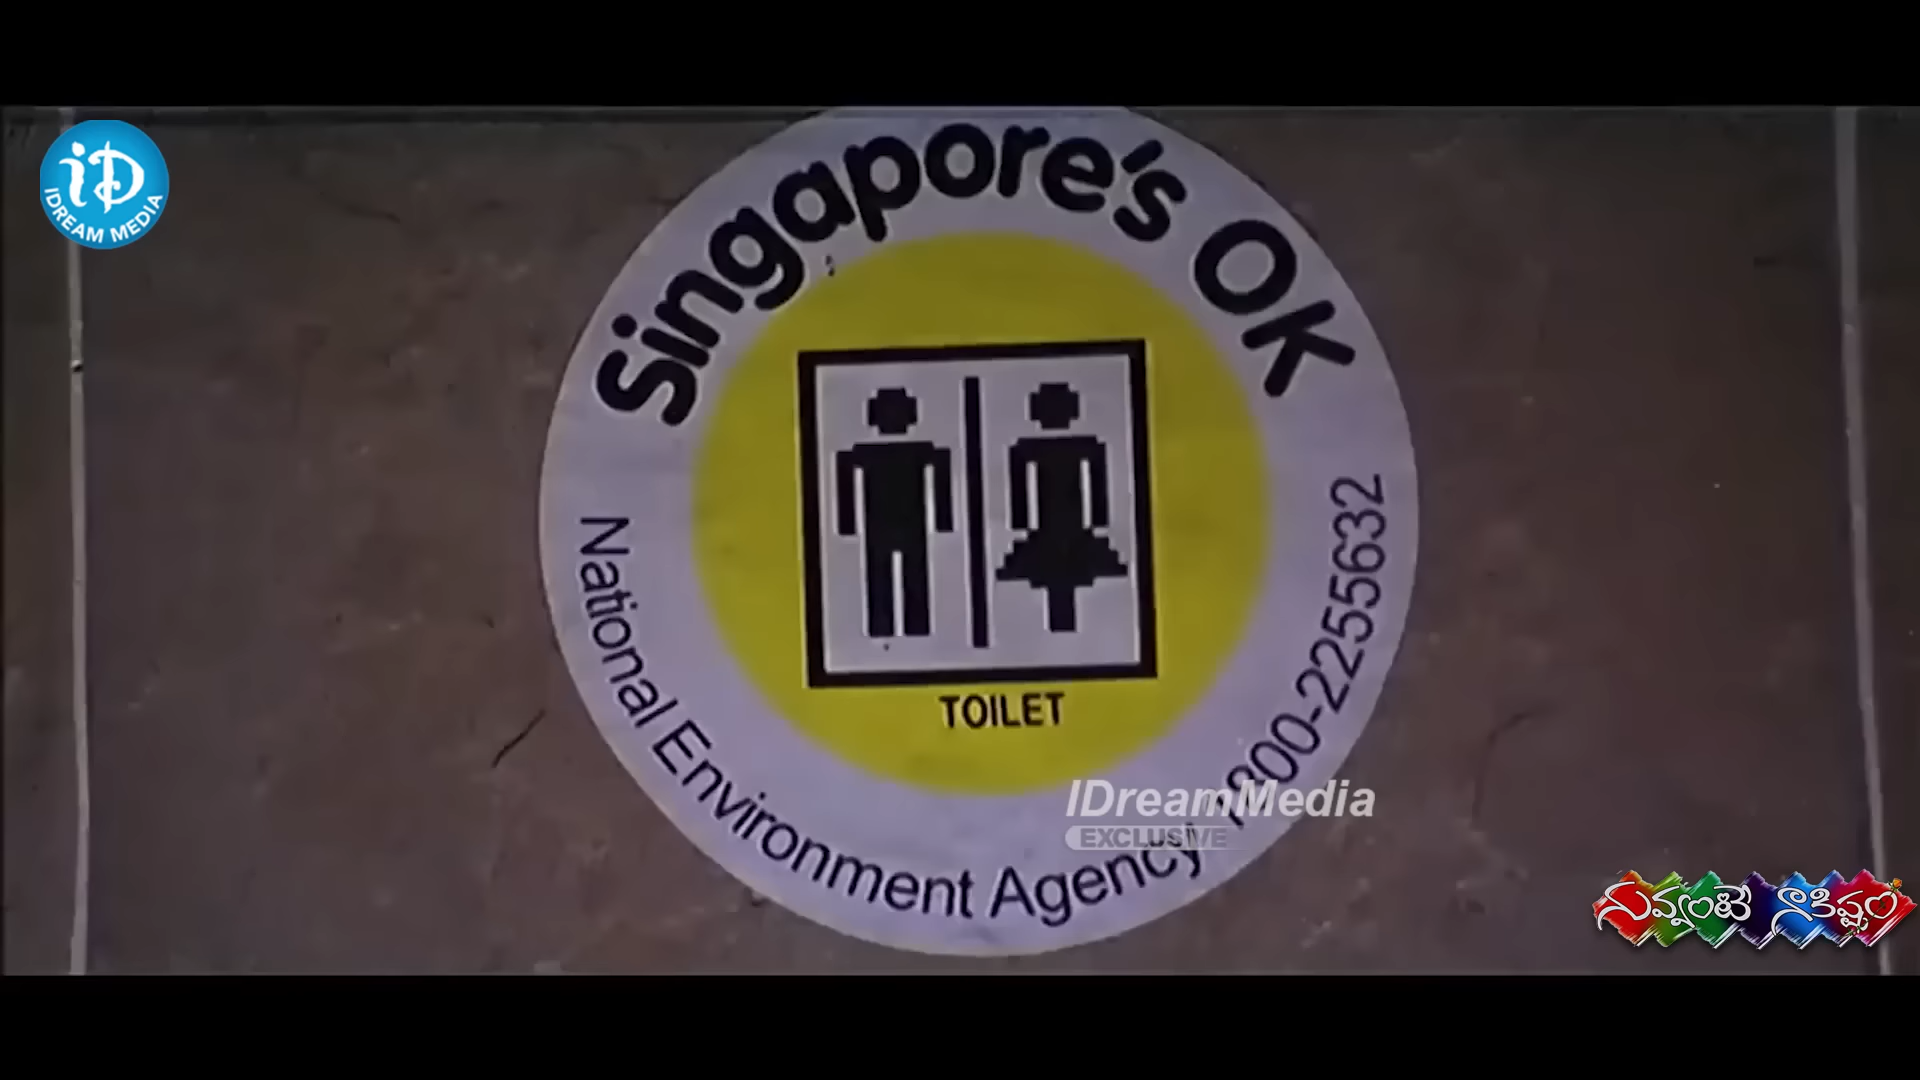 iD
IDREAM MEDIA
Singapore's OK
TOILET
National Environment Agency 1800-2255632
IDreamMedia
EXCLUSIVE
నువ్వంటే నాకిష్టం